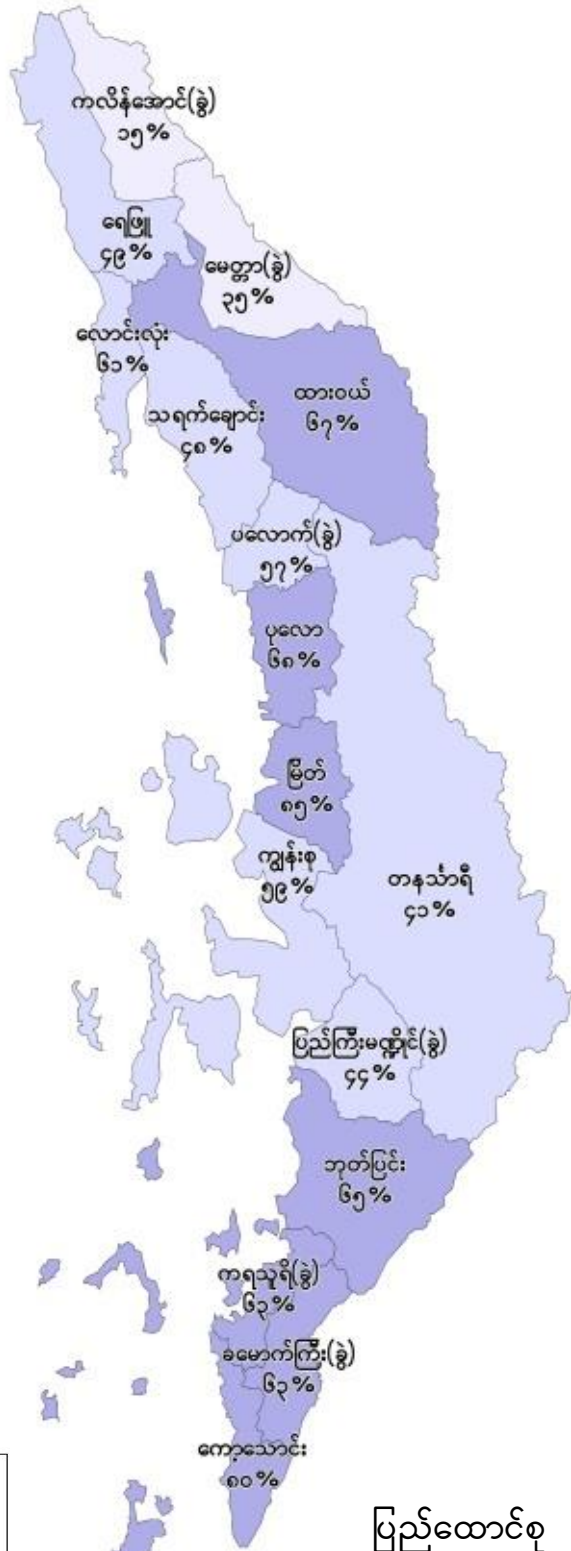 ကလိန်အောင်(ခွဲ)
၁၅%
ရေဖြူ
၄၉%
မေတ္တာ(ခွဲ)
၃၅%
လောင်းလုံး
၆၁%
ထားဝယ်
၆၇%
သရက်ချောင်း
၄၈%
ပလောက်(ခွဲ)
၅၇%
ပုလော
၆၈%
မြိတ်
၈၅%
ကျွန်းစု
၅၉%
တနင်္သာရီ
၄၁%
ပြည်ကြီးမဏ္ဍိုင်(ခွဲ)
၄၄%
ဘုတ်ပြင်း
၆၅%
ကရသူရိ(ခွဲ)
၆၃%
ခမောက်ကြီး(ခွဲ)
၆၃%
ကော့သောင်း
၈၀%
ပြည်ထောင်စု